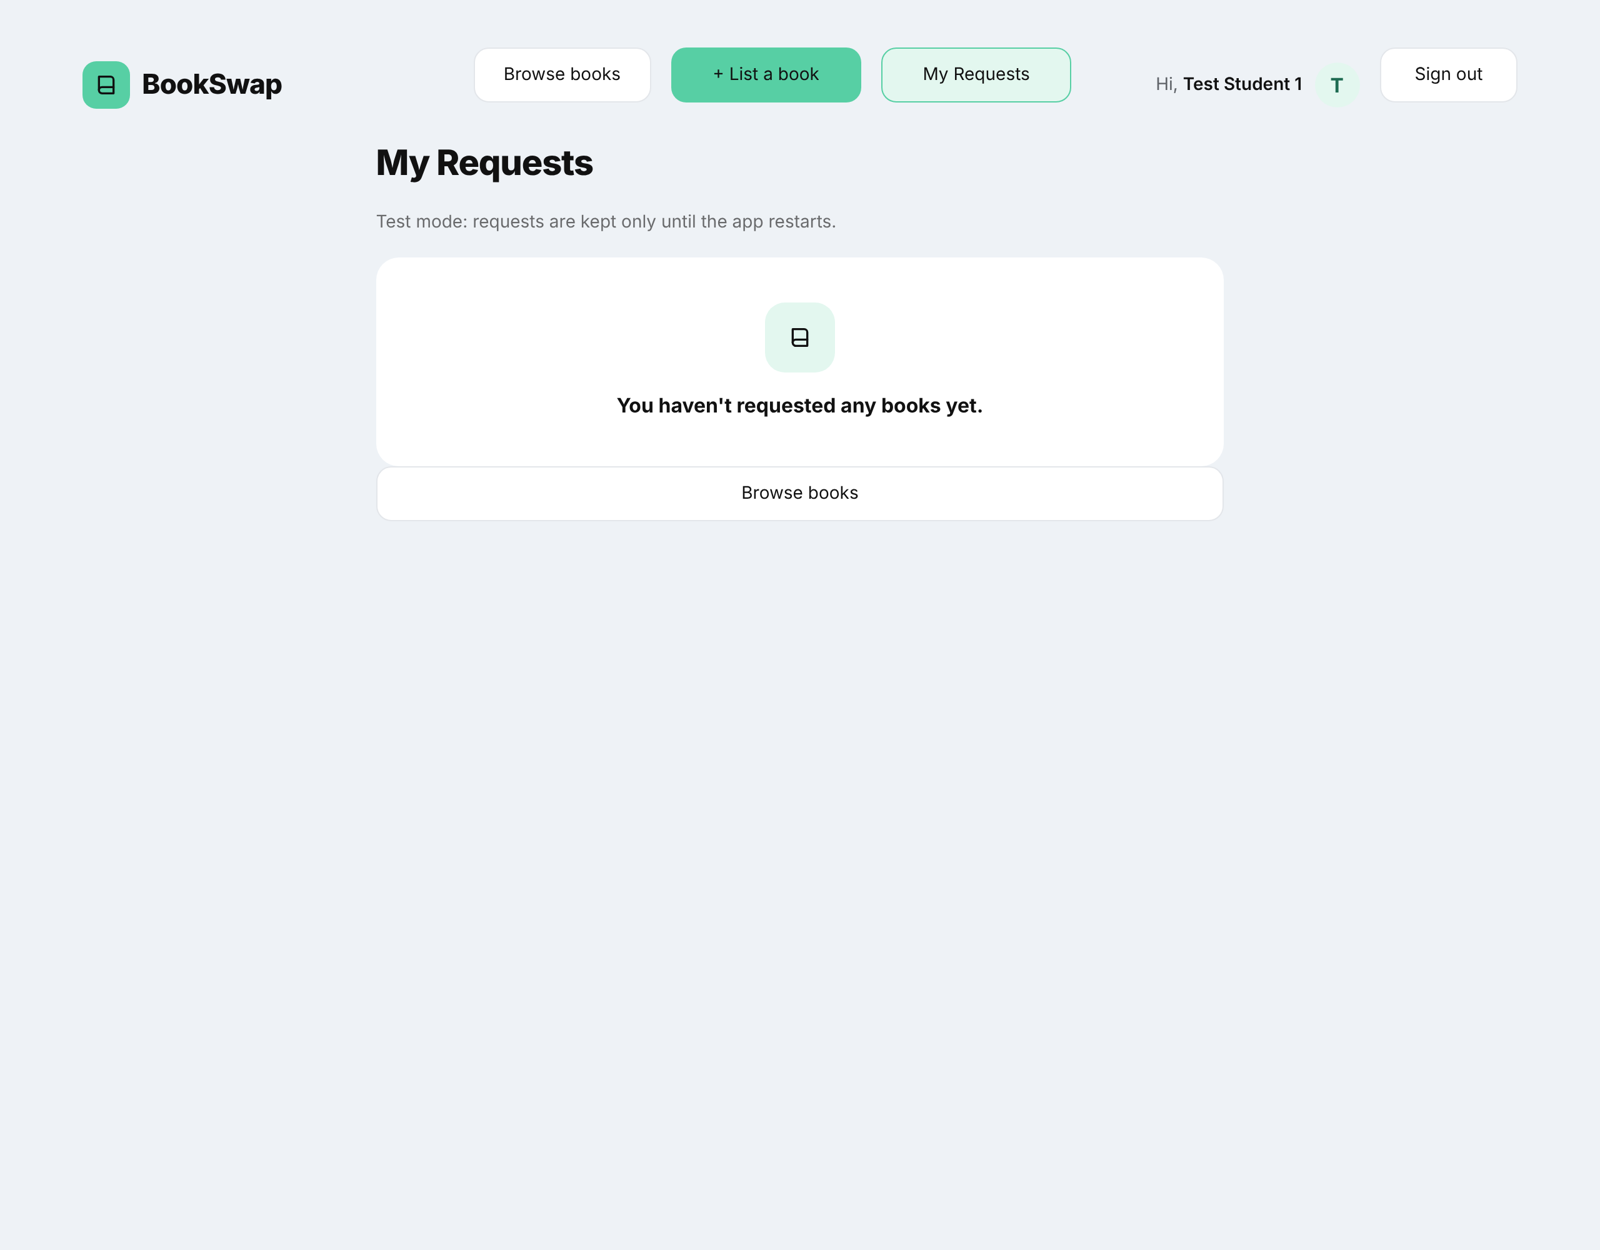 BookSwap
Browse books
+ List a book
My Requests
Hi, Test Student 1
T
Sign out
My Requests
Test mode: requests are kept only until the app restarts.
You haven't requested any books yet.
Browse books